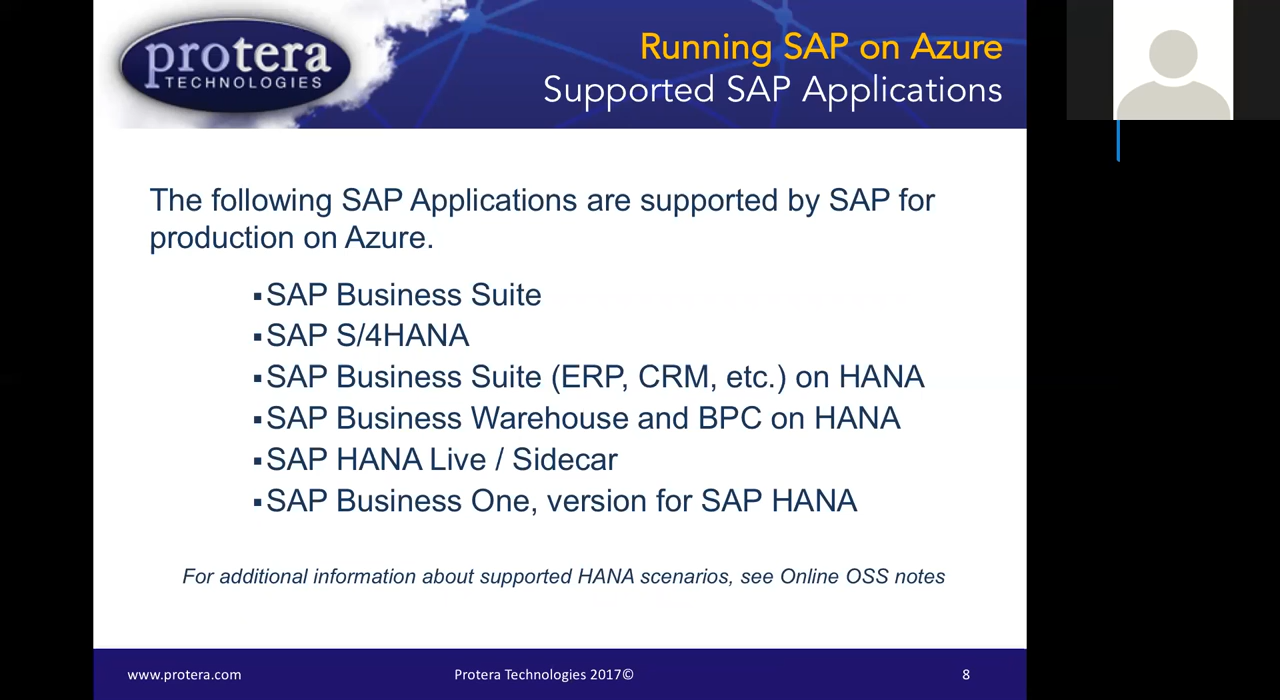 protera
TECHNOLOGIES
Running SAP on Azure
Supported SAP Applications
The following SAP Applications are supported by SAP for
production on Azure.
▪SAP Business Suite
▪SAP S/4HANA
▪SAP Business Suite (ERP, CRM, etc.) on HANA
▪SAP Business Warehouse and BPC on HANA
▪SAP HANA Live / Sidecar
▪SAP Business One, version for SAP HANA
For additional information about supported HANA scenarios, see Online OSS notes
www.protera.com
Protera Technologies 2017©
8